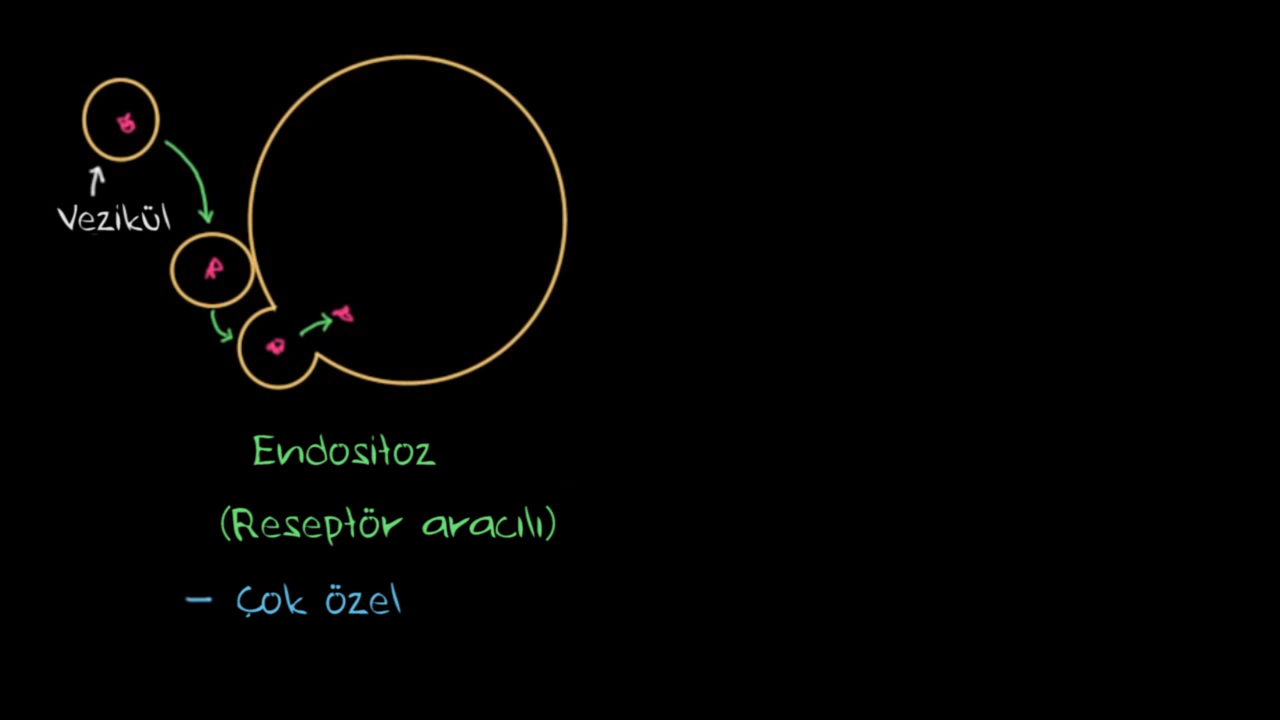 Vezikül
Endositoz
(Reseptör aracılı)
- Çok özel